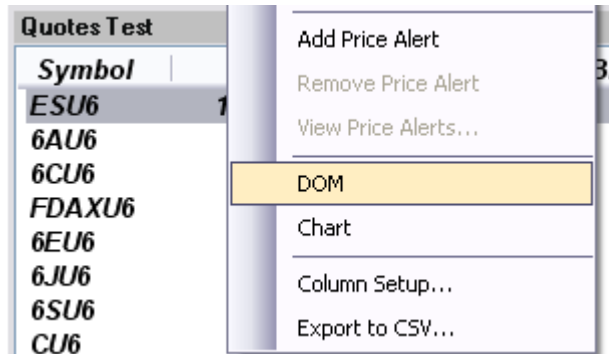 Quotes Test
Symbol
ESU6 1
6AU6
6CU6
FDAXU6
6EU6
6JU6
6SU6
CU6
Add Price Alert
Remove Price Alert
View Price Alerts...
DOM
Chart
Column Setup...
Export to CSV...